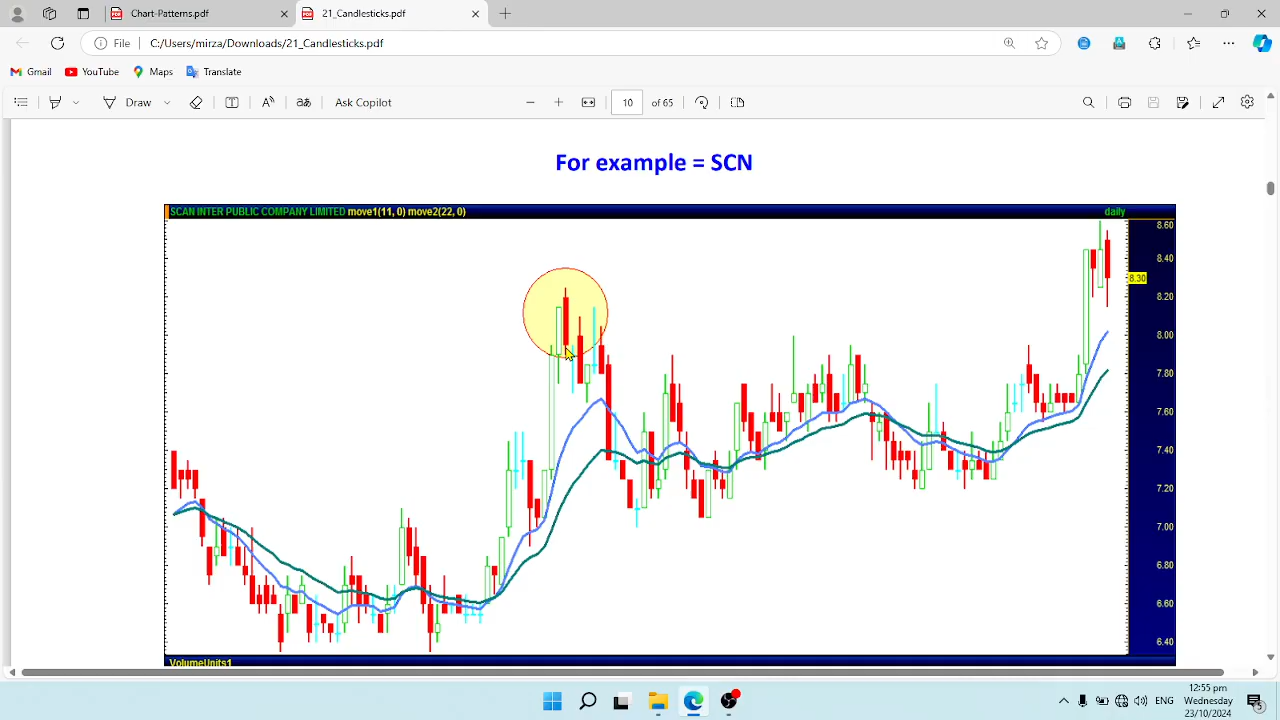 Chart-Patterns.pdf
21_Candlesticks.pdf
File
C:/Users/mirza/Downloads/21_Candlesticks.pdf
Gmail YouTube Maps Translate
Draw Ask Copilot 10 of 65
For example = SCN
SCAN INTER PUBLIC COMPANY LIMITED move1(11, 0) move2(22, 0) daily
8.60
8.40
8.30
8.20
8.00
7.80
7.60
7.40
7.20
7.00
6.80
6.60
6.40
VolumeUnits1
ENG
12:55 pm
Wednesday
23/10/2024
5